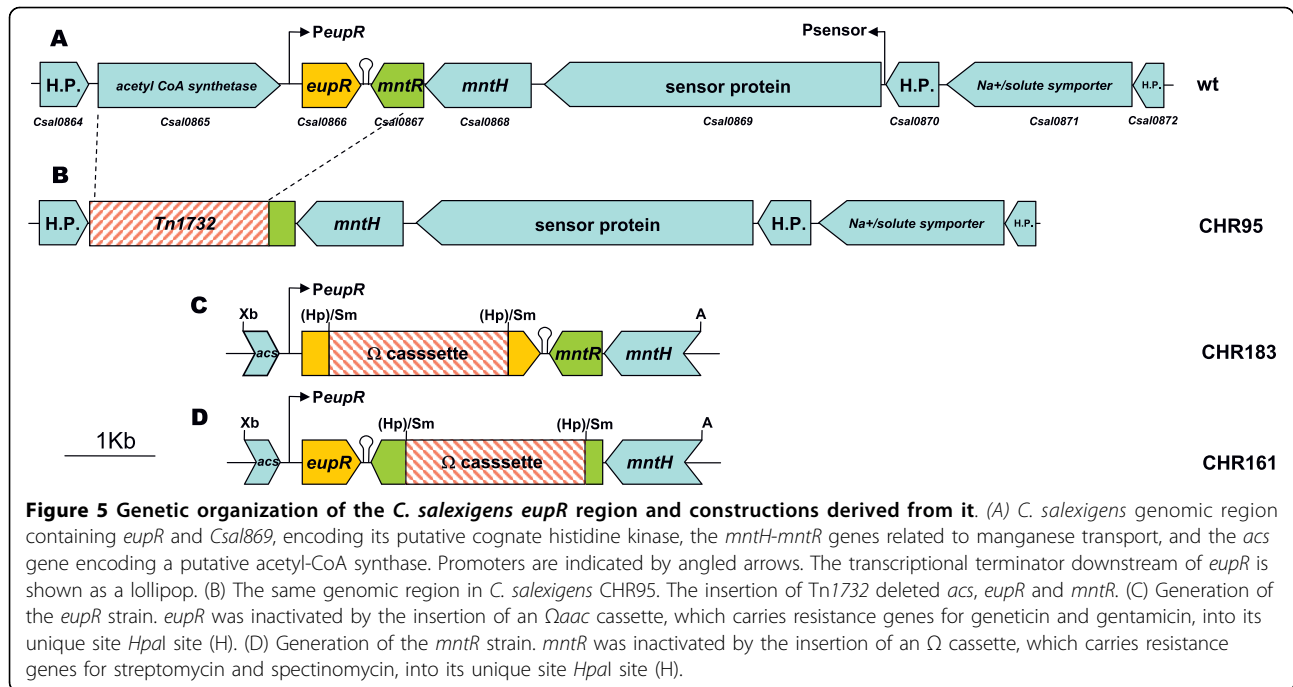 A
PeupR
Psensor
H.P.
acetyl CoA synthetase
eupR
mntR
mntH
sensor protein
H.P.
Na+/solute symporter
H.P.
wt
Csal0864
Csal0865
Csal0866
Csal0867
Csal0868
Csal0869
Csal0870
Csal0871
Csal0872
B
H.P.
Tn1732
mntH
sensor protein
H.P.
Na+/solute symporter
H.P.
CHR95
C
PeupR
Xb
(Hp)/Sm
(Hp)/Sm
A
acs
Ω casssette
mntR
mntH
CHR183
D
PeupR
Xb
(Hp)/Sm
(Hp)/Sm
A
1Kb
acs
eupR
Ω casssette
mntH
CHR161
Figure 5 Genetic organization of the C. salexigens eupR region and constructions derived from it. (A) C. salexigens genomic region
containing eupR and Csal869, encoding its putative cognate histidine kinase, the mntH-mntR genes related to manganese transport, and the acs
gene encoding a putative acetyl-CoA synthase. Promoters are indicated by angled arrows. The transcriptional terminator downstream of eupR is
shown as a lollipop. (B) The same genomic region in C. salexigens CHR95. The insertion of Tn1732 deleted acs, eupR and mntR. (C) Generation of
the eupR strain. eupR was inactivated by the insertion of an Ωaac cassette, which carries resistance genes for geneticin and gentamicin, into its
unique site HpaI site (H). (D) Generation of the mntR strain. mntR was inactivated by the insertion of an Ω cassette, which carries resistance
genes for streptomycin and spectinomycin, into its unique site HpaI site (H).